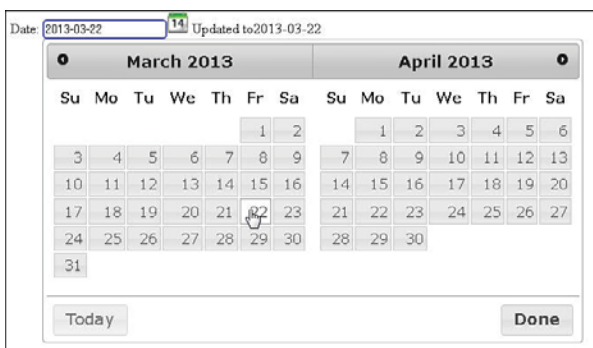 Date: 2013-03-22 14 Updated to2013-03-22
March 2013 April 2013
Su Mo Tu We Th Fr Sa Su Mo Tu We Th Fr Sa
1 2 1 2 3 4 5 6
3 4 5 6 7 8 9 7 8 9 10 11 12 13
10 11 12 13 14 15 16 14 15 16 17 18 19 20
17 18 19 20 21 22 23 21 22 23 24 25 26 27
24 25 26 27 28 29 30 28 29 30
31
Today Done